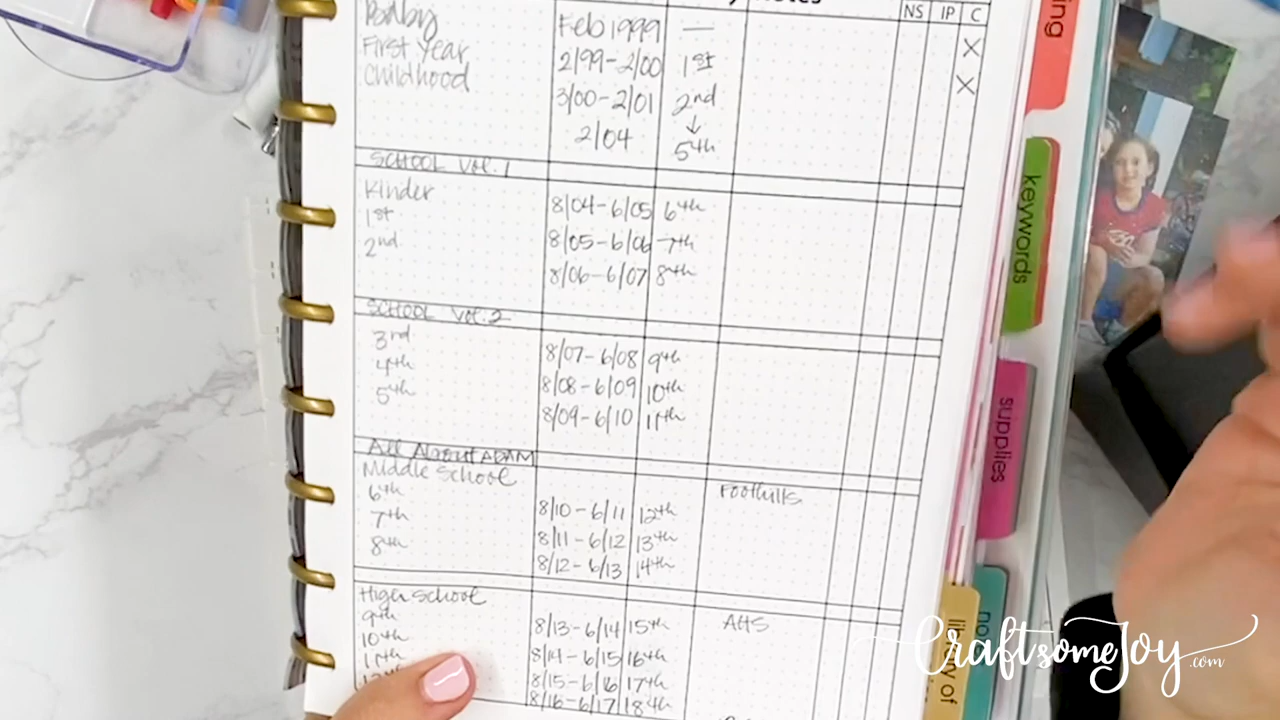 NS IP C
Baby Feb 1999 —
First Year 2/99-2/00 1st X
Childhood 3/00-2/01 2nd X
↓
2/04 5th
SCHOOL Vol. 1
Kinder 8/04-6/05 6th
1st 8/05-6/06 7th
2nd 8/06-6/07 8th
SCHOOL Vol. 2
3rd 8/07-6/08 9th
4th 8/08-6/09 10th
5th 8/09-6/10 11th
All About ADAM
Middle School Foothills
6th 8/10-6/11 12th
7th 8/11-6/12 13th
8th 8/12-6/13 14th
High School AHS
9th 8/13-6/14 15th
10th 8/14-6/15 16th
11th 8/15-6/16 17th
12th 8/16-6/17 18th
keywords
supplies
library of
CraftsomeJoy.com